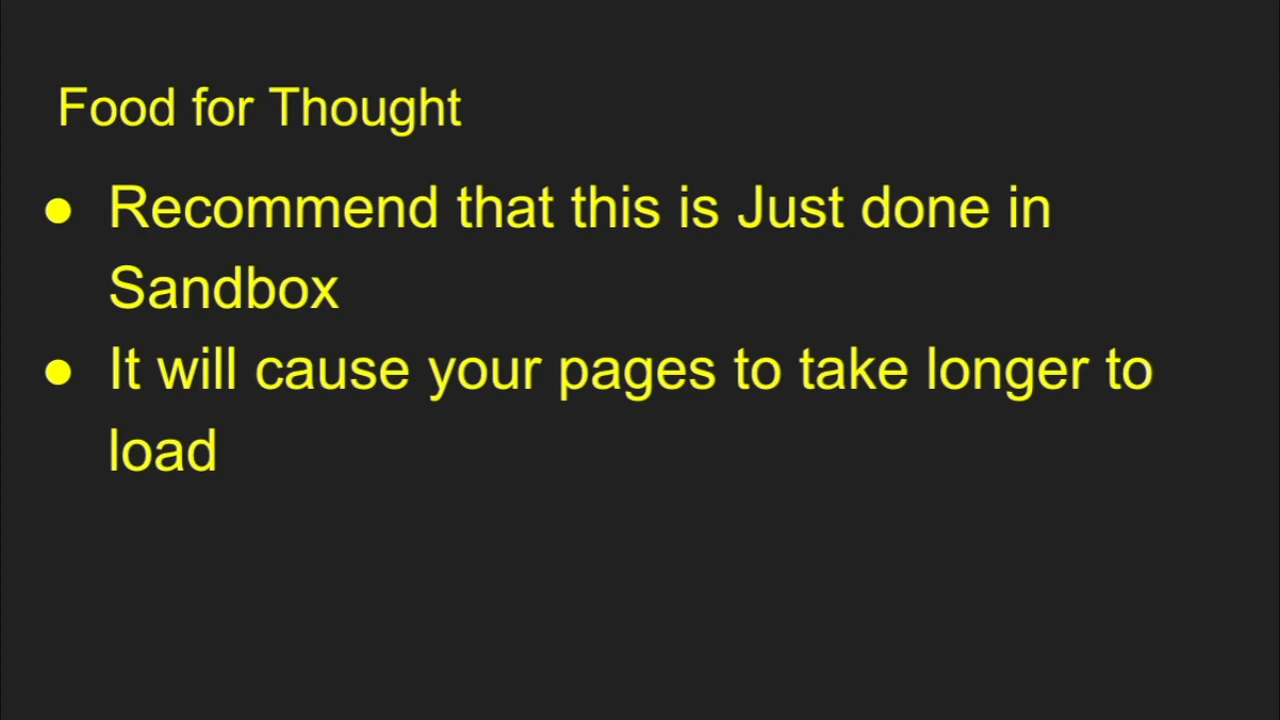 Food for Thought
● Recommend that this is Just done in
Sandbox
● It will cause your pages to take longer to
load